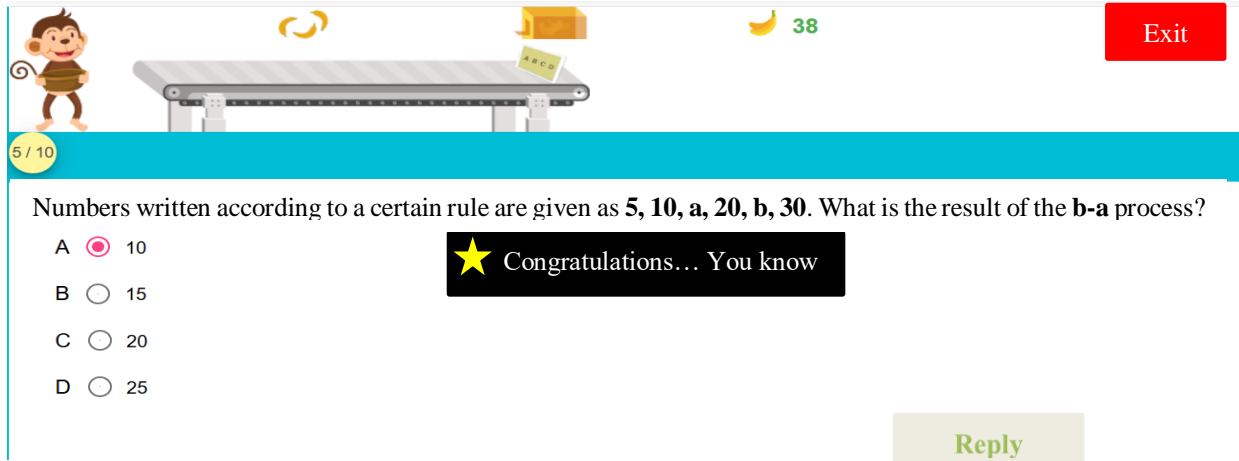 A B C D
38
Exit
5 / 10
Numbers written according to a certain rule are given as 5, 10, a, 20, b, 30. What is the result of the b-a process?
A 10
Congratulations… You know
B 15
C 20
D 25
Reply